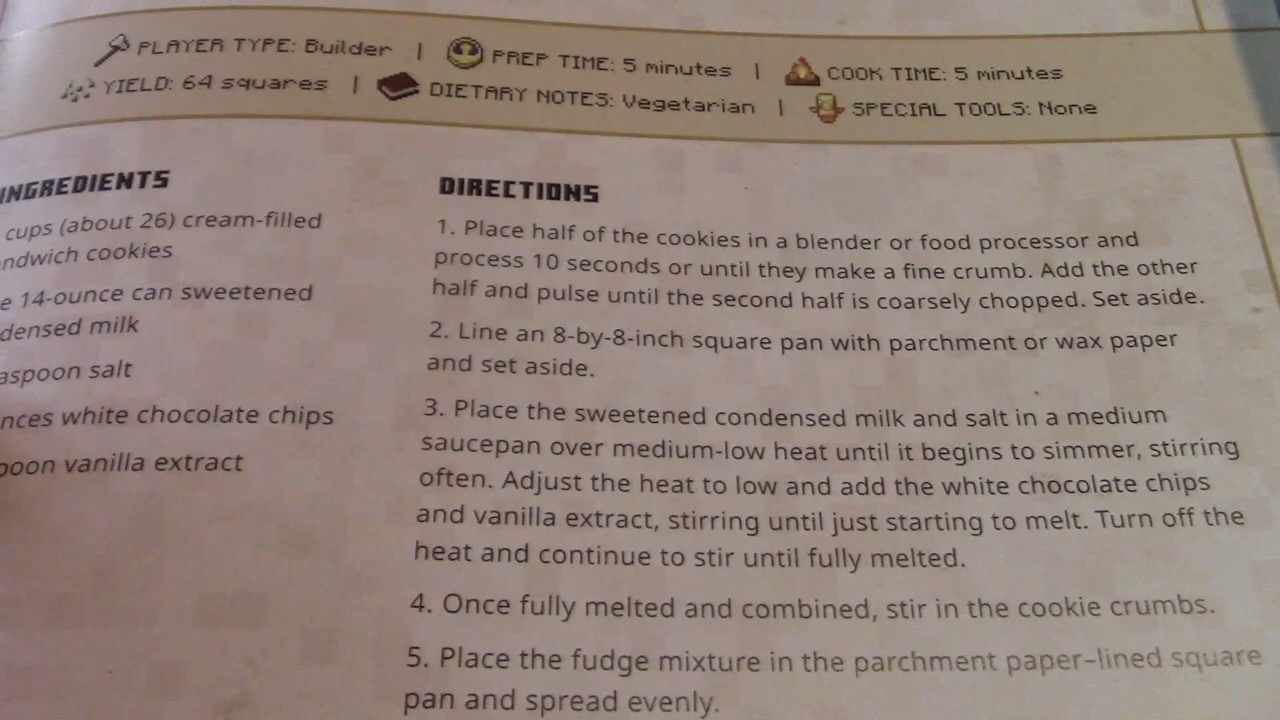 PLAYER TYPE: Builder | PREP TIME: 5 minutes | COOK TIME: 5 minutes
YIELD: 64 squares | DIETARY NOTES: Vegetarian | SPECIAL TOOLS: None
INGREDIENTS
cups (about 26) cream-filled
ndwich cookies
e 14-ounce can sweetened
densed milk
aspoon salt
nces white chocolate chips
poon vanilla extract
DIRECTIONS
1. Place half of the cookies in a blender or food processor and
process 10 seconds or until they make a fine crumb. Add the other
half and pulse until the second half is coarsely chopped. Set aside.
2. Line an 8-by-8-inch square pan with parchment or wax paper
and set aside.
3. Place the sweetened condensed milk and salt in a medium
saucepan over medium-low heat until it begins to simmer, stirring
often. Adjust the heat to low and add the white chocolate chips
and vanilla extract, stirring until just starting to melt. Turn off the
heat and continue to stir until fully melted.
4. Once fully melted and combined, stir in the cookie crumbs.
5. Place the fudge mixture in the parchment paper–lined square
pan and spread evenly.